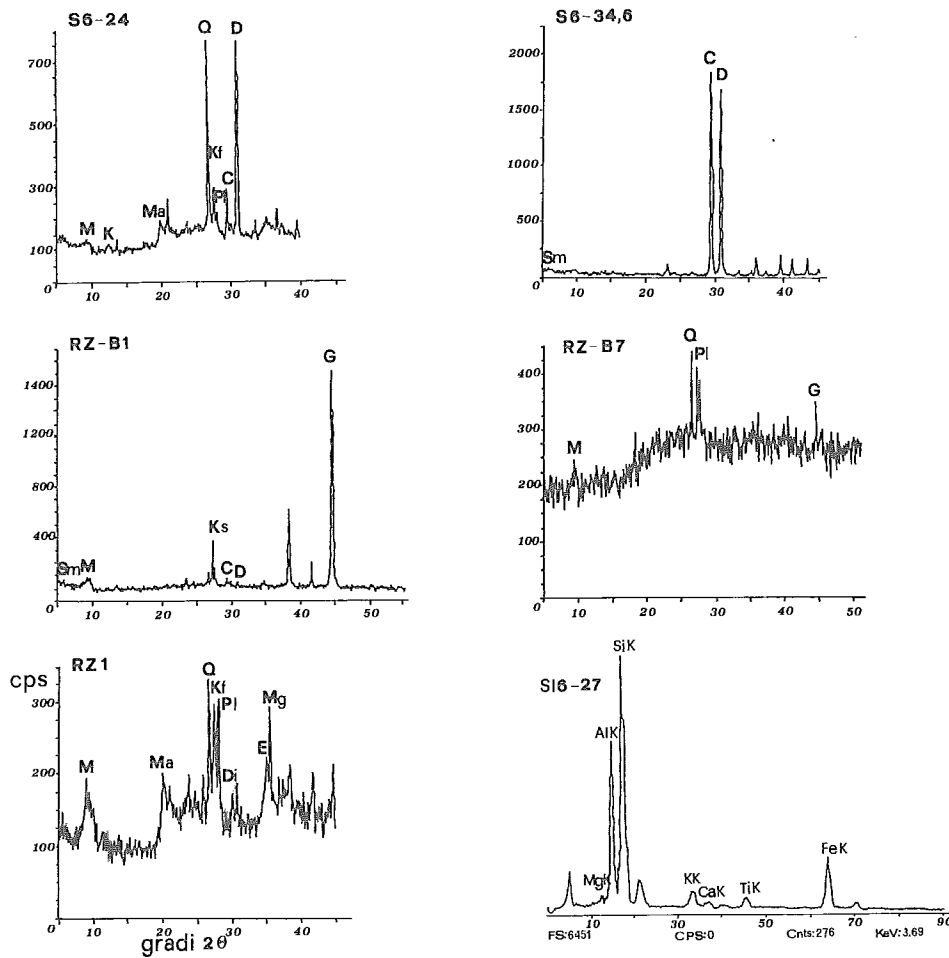 S6-24
Q D
700
Kf
500
Pl C
300
Ma
M K
100
0 10 20 30 40
S6-34,6
2000
C D
1500
1000
500
Sm
0 10 20 30 40
RZ-B1
G
1400
1200
800
Ks
400
Sm M
C D
0 10 20 30 40 50
RZ-B7
Q
Pl
400
G
300
M
200
100
0 10 20 30 40 50
RZ1
cps
Q
Kf
Pl Mg
300
E
M Ma
Di
200
100
0 10 20 30 40
gradi 2θ
SI6-27
SiK
AlK
MgK
KK
CaK
TiK
FeK
10 30 50 70 90
FS:6451 CPS:0 Cnts:276 KeV:3.69